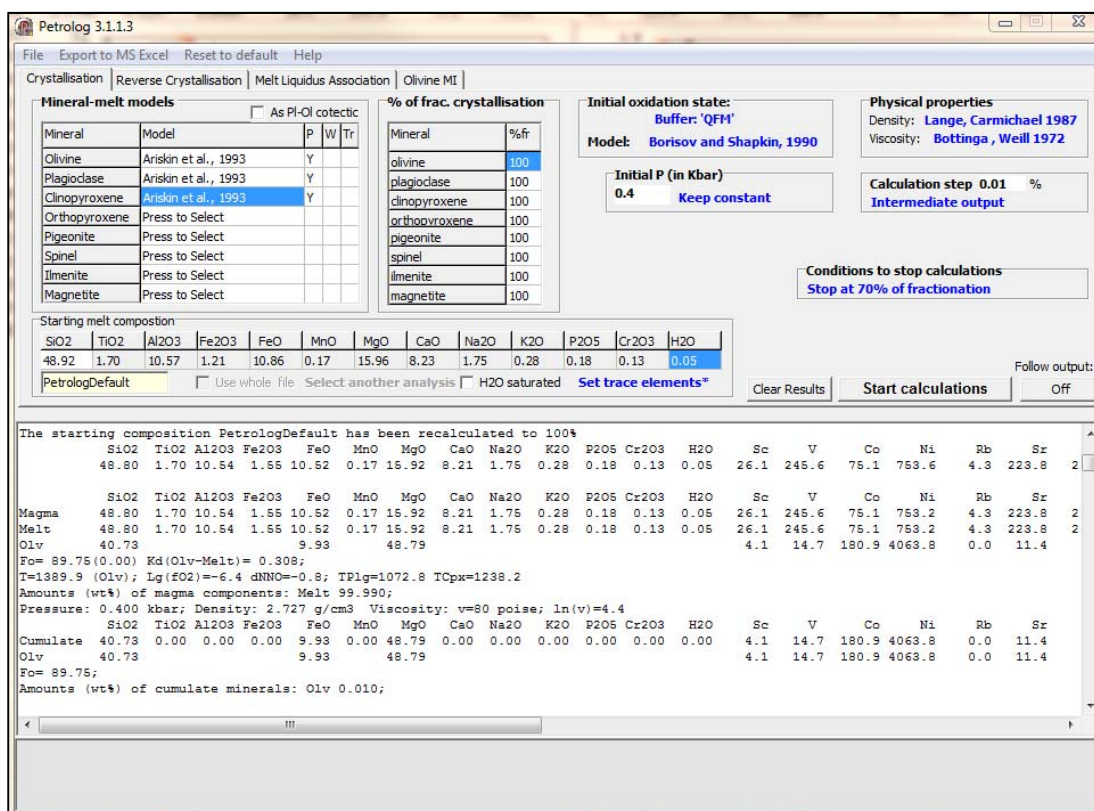 Petrolog 3.1.1.3
File Export to MS Excel Reset to default Help
Crystallisation Reverse Crystallisation Melt Liquidus Association Olivine MI
Mineral-melt models
As Pl-Ol cotectic
Mineral Model P W Tr
Olivine Ariskin et al., 1993 Y
Plagioclase Ariskin et al., 1993 Y
Clinopyroxene Ariskin et al., 1993 Y
Orthopyroxene Press to Select
Pigeonite Press to Select
Spinel Press to Select
Ilmenite Press to Select
Magnetite Press to Select
% of frac. crystallisation
Mineral %fr
olivine 100
plagioclase 100
clinopyroxene 100
orthopyroxene 100
pigeonite 100
spinel 100
ilmenite 100
magnetite 100
Initial oxidation state:
Buffer: 'QFM'
Model: Borisov and Shapkin, 1990
Initial P (in Kbar)
0.4 Keep constant
Physical properties
Density: Lange, Carmichael 1987
Viscosity: Bottinga , Weill 1972
Calculation step 0.01 %
Intermediate output
Conditions to stop calculations
Stop at 70% of fractionation
Starting melt compostion
SiO2 TiO2 Al2O3 Fe2O3 FeO MnO MgO CaO Na2O K2O P2O5 Cr2O3 H2O
48.92 1.70 10.57 1.21 10.86 0.17 15.96 8.23 1.75 0.28 0.18 0.13 0.05
PetrologDefault Use whole file Select another analysis H2O saturated Set trace elements*
Follow output:
Clear Results Start calculations Off
The starting composition PetrologDefault has been recalculated to 100%
SiO2 TiO2 Al2O3 Fe2O3 FeO MnO MgO CaO Na2O K2O P2O5 Cr2O3 H2O Sc V Co Ni Rb Sr
48.80 1.70 10.54 1.55 10.52 0.17 15.92 8.21 1.75 0.28 0.18 0.13 0.05 26.1 245.6 75.1 753.6 4.3 223.8 2
SiO2 TiO2 Al2O3 Fe2O3 FeO MnO MgO CaO Na2O K2O P2O5 Cr2O3 H2O Sc V Co Ni Rb Sr
Magma 48.80 1.70 10.54 1.55 10.52 0.17 15.92 8.21 1.75 0.28 0.18 0.13 0.05 26.1 245.6 75.1 753.2 4.3 223.8 2
Melt 48.80 1.70 10.54 1.55 10.52 0.17 15.92 8.21 1.75 0.28 0.18 0.13 0.05 26.1 245.6 75.1 753.2 4.3 223.8 2
Olv 40.73 9.93 48.79 4.1 14.7 180.9 4063.8 0.0 11.4
Fo= 89.75(0.00) Kd(Olv-Melt)= 0.308;
T=1389.9 (Olv); Lg(fO2)=-6.4 dNNO=-0.8; TPlg=1072.8 TCpx=1238.2
Amounts (wt%) of magma components: Melt 99.990;
Pressure: 0.400 kbar; Density: 2.727 g/cm3 Viscosity: v=80 poise; ln(v)=4.4
SiO2 TiO2 Al2O3 Fe2O3 FeO MnO MgO CaO Na2O K2O P2O5 Cr2O3 H2O Sc V Co Ni Rb Sr
Cumulate 40.73 0.00 0.00 0.00 9.93 0.00 48.79 0.00 0.00 0.00 0.00 0.00 0.00 4.1 14.7 180.9 4063.8 0.0 11.4
Olv 40.73 9.93 48.79 4.1 14.7 180.9 4063.8 0.0 11.4
Fo= 89.75;
Amounts (wt%) of cumulate minerals: Olv 0.010;